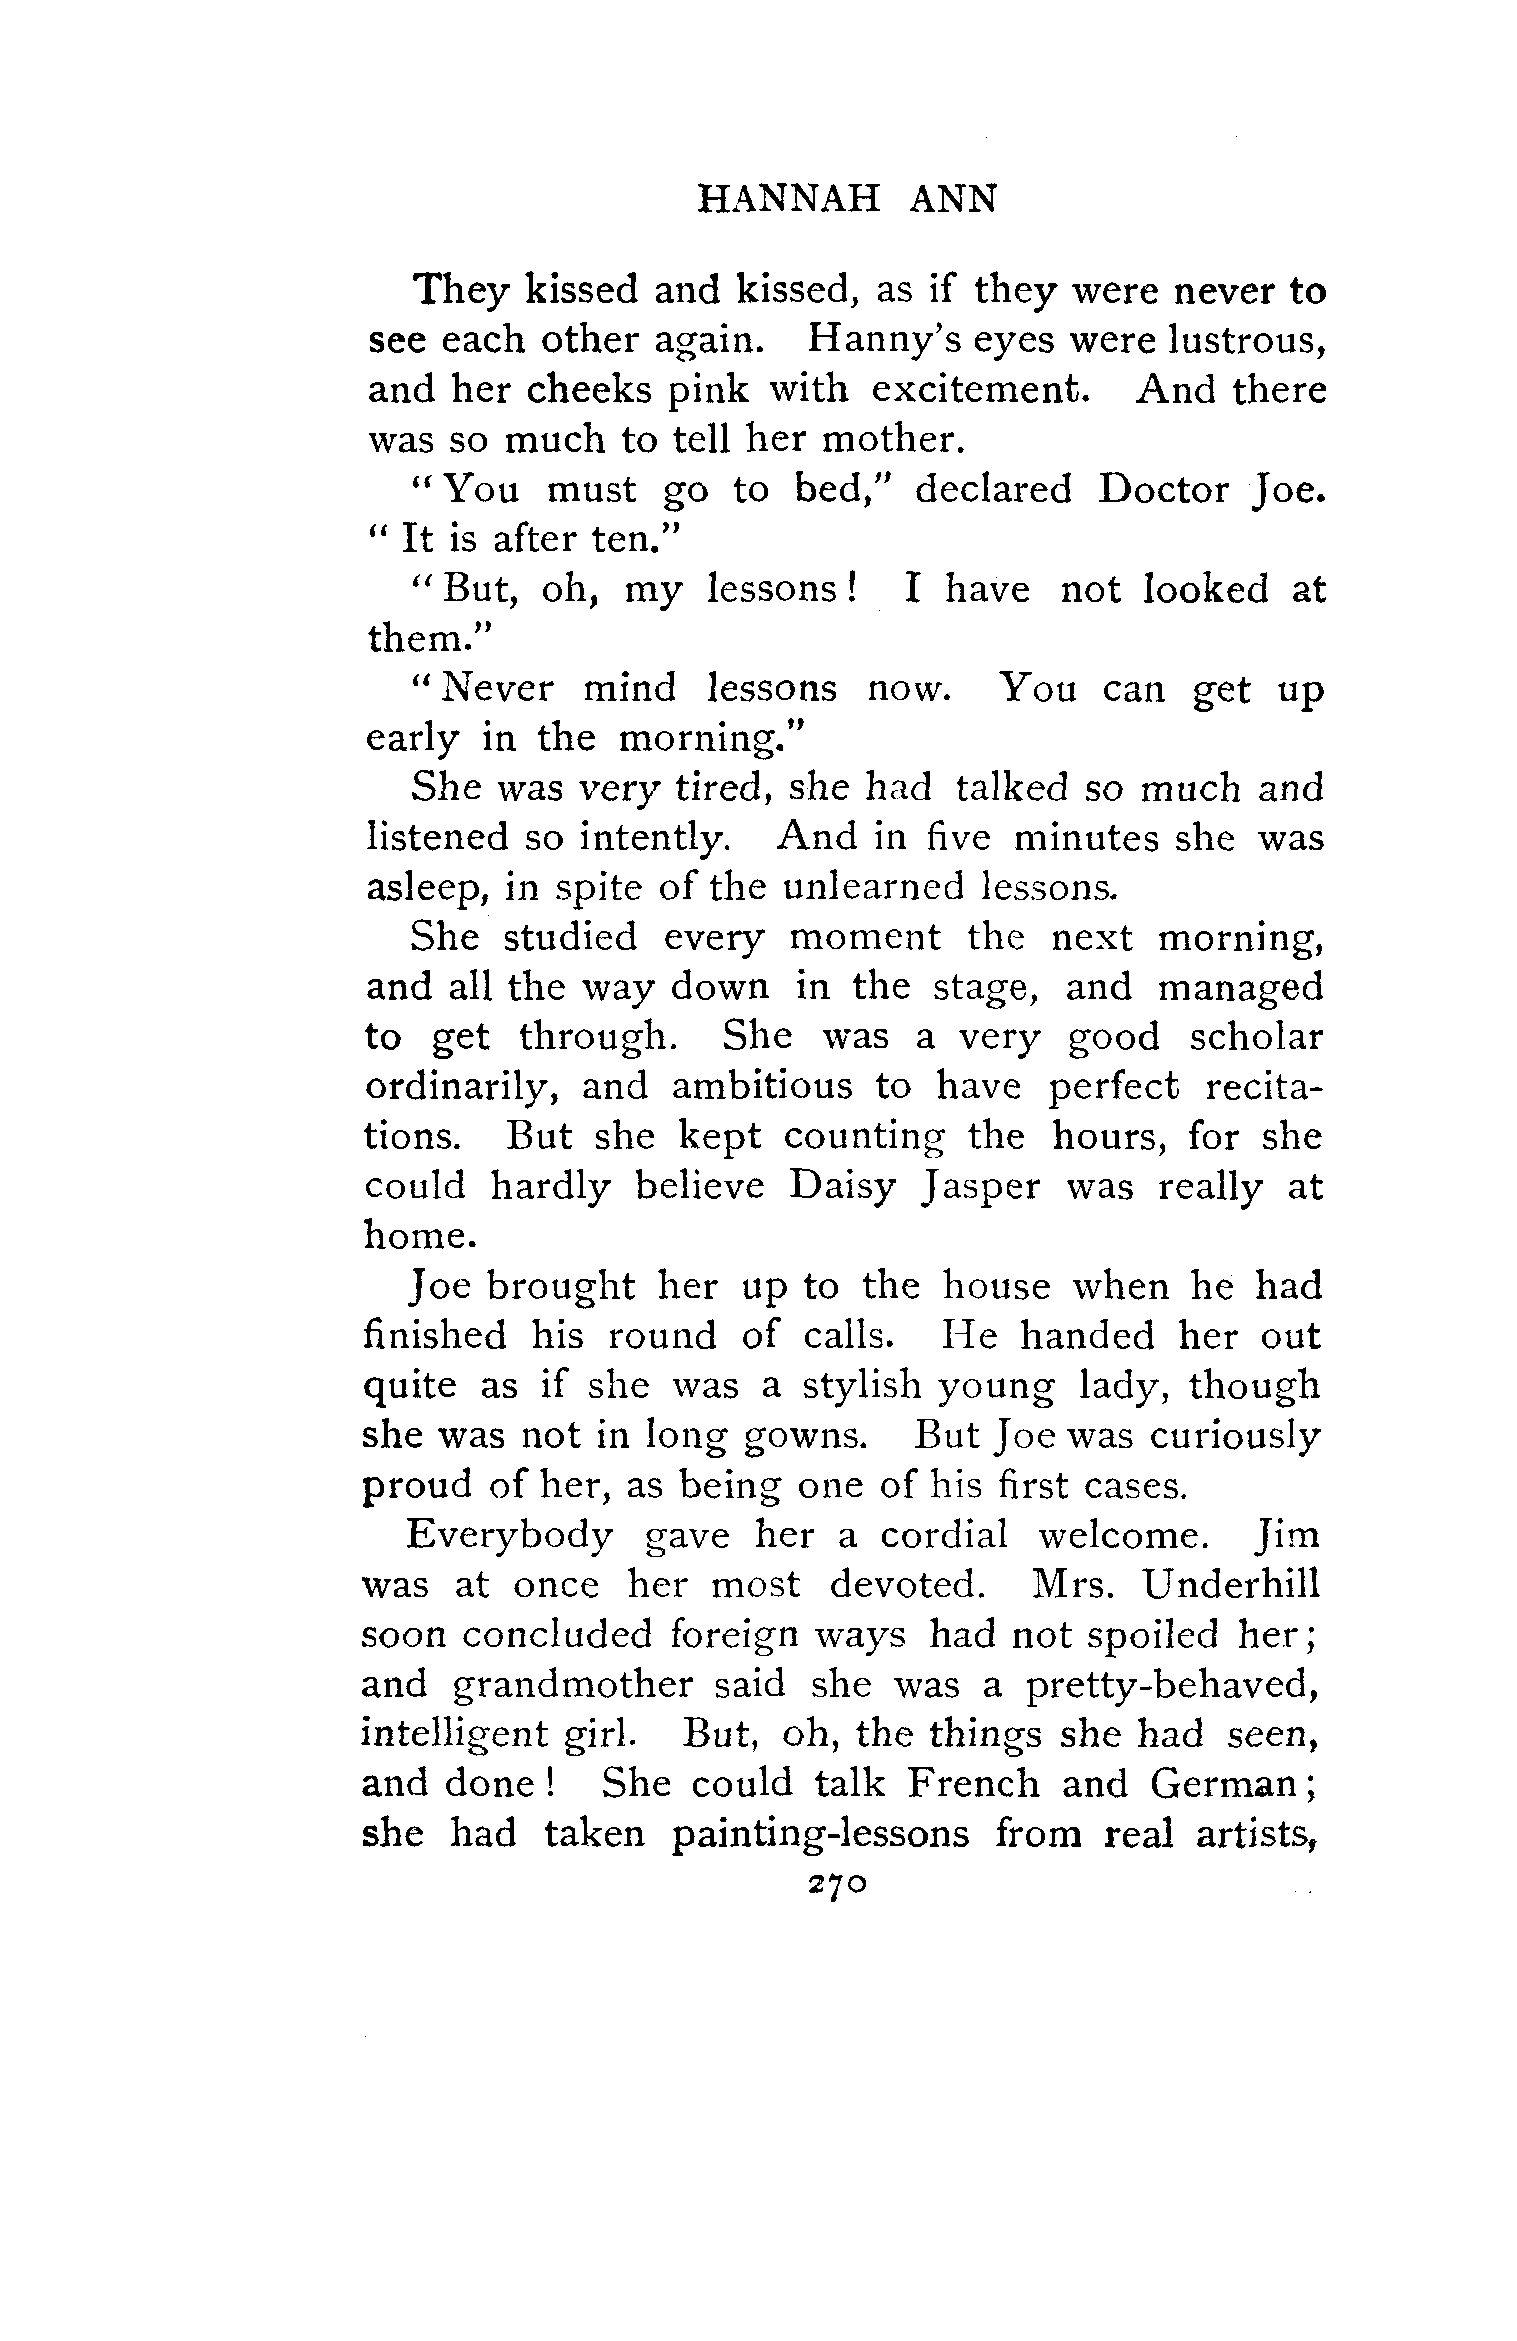 HANNAH ANN
They kissed and kissed, as if they were never to
see each other again. Hanny's eyes were lustrous,
and her cheeks pink with excitement. And there
was so much to tell her mother.
"You must go to bed," declared Doctor Joe.
"It is after ten."
"But, oh, my lessons! I have not looked at
them."
"Never mind lessons now. You can get up
early in the morning."
She was very tired, she had talked so much and
listened so intently. And in five minutes she was
asleep, in spite of the unlearned lessons.
She studied every moment the next morning,
and all the way down in the stage, and managed
to get through. She was a very good scholar
ordinarily, and ambitious to have perfect recita-
tions. But she kept counting the hours, for she
could hardly believe Daisy Jasper was really at
home.
Joe brought her up to the house when he had
finished his round of calls. He handed her out
quite as if she was a stylish young lady, though
she was not in long gowns. But Joe was curiously
proud of her, as being one of his first cases.
Everybody gave her a cordial welcome. Jim
was at once her most devoted. Mrs. Underhill
soon concluded foreign ways had not spoiled her;
and grandmother said she was a pretty-behaved,
intelligent girl. But, oh, the things she had seen,
and done! She could talk French and German;
she had taken painting-lessons from real artists,
270